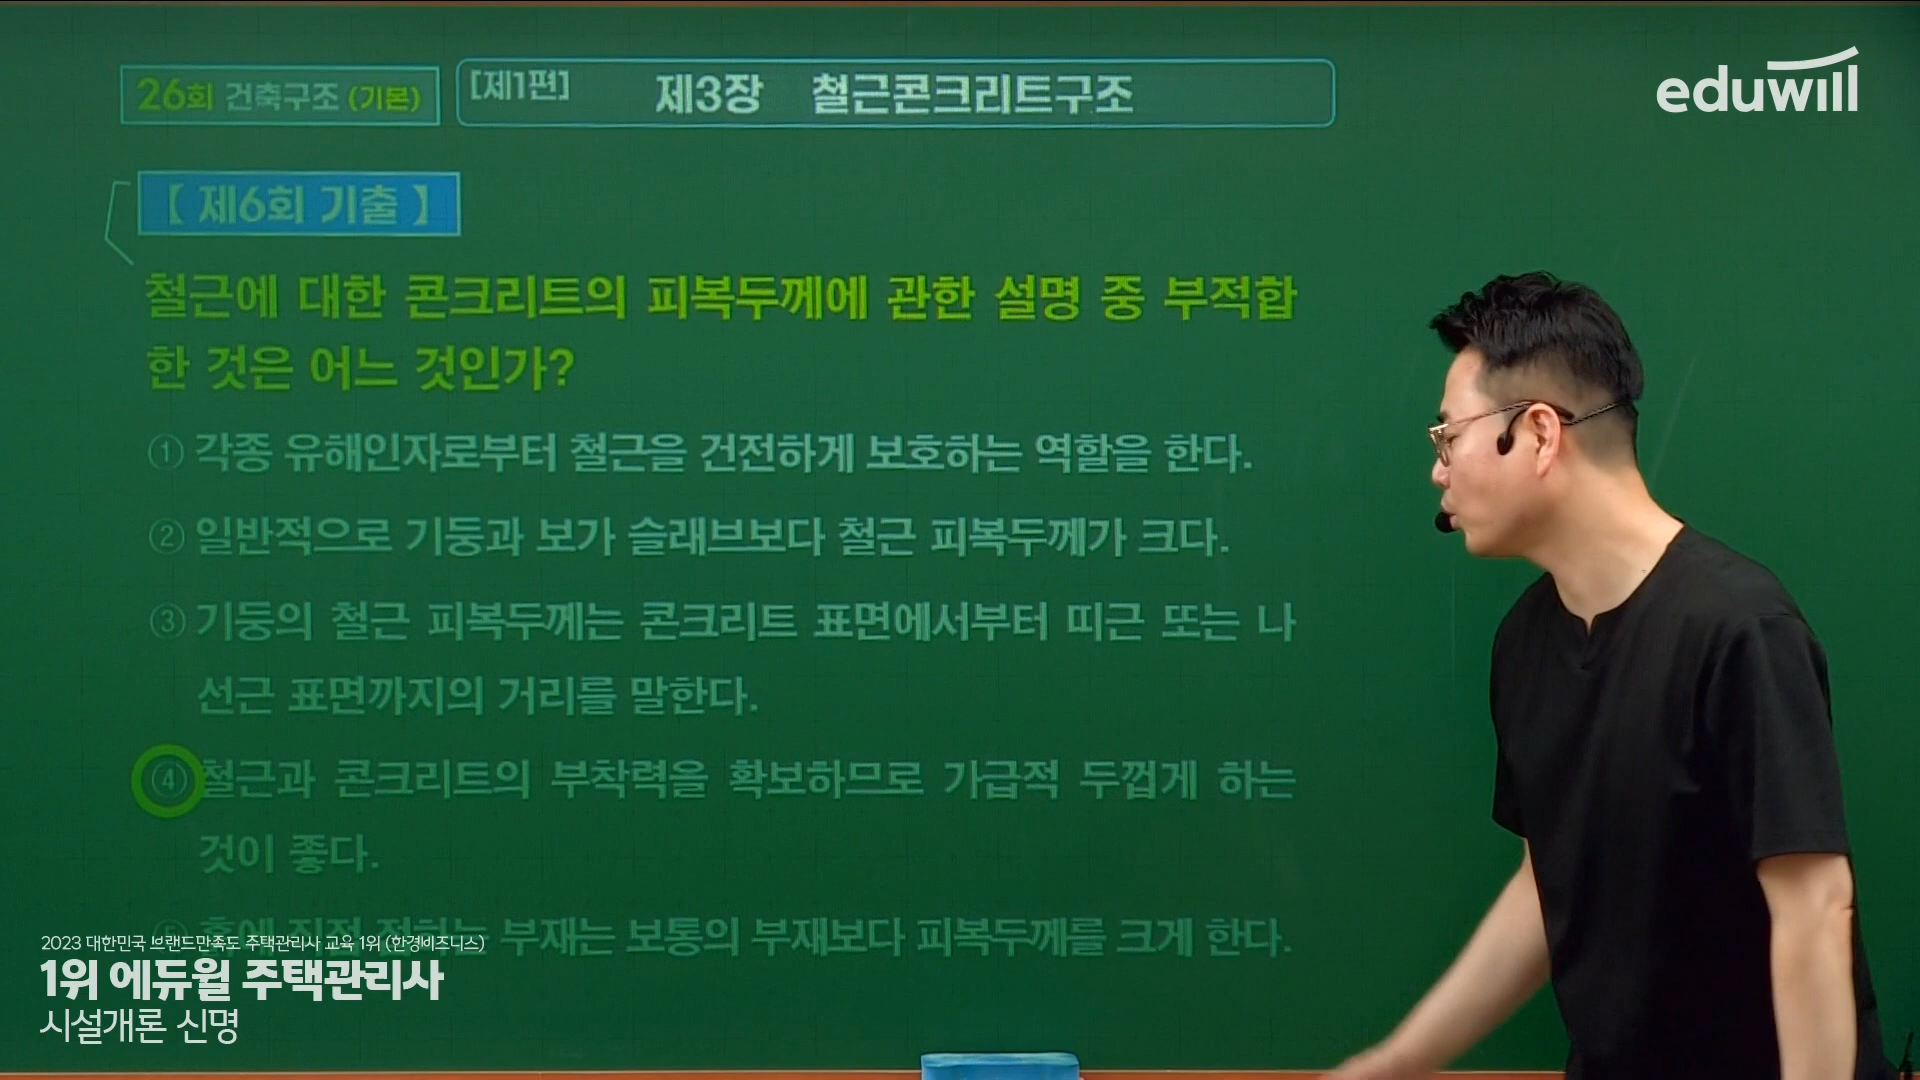 26회 건축구조 (기본)
[제1편] 제3장 철근콘크리트구조
eduwill
【 제6회 기출 】
철근에 대한 콘크리트의 피복두께에 관한 설명 중 부적합
한 것은 어느 것인가?
① 각종 유해인자로부터 철근을 건전하게 보호하는 역할을 한다.
② 일반적으로 기둥과 보가 슬래브보다 철근 피복두께가 크다.
③ 기둥의 철근 피복두께는 콘크리트 표면에서부터 띠근 또는 나
선근 표면까지의 거리를 말한다.
④ 철근과 콘크리트의 부착력을 확보하므로 가급적 두껍게 하는
것이 좋다.
부재는 보통의 부재보다 피복두께를 크게 한다.
2023 대한민국 브랜드만족도 주택관리사 교육 1위 (한경비즈니스)
1위 에듀윌 주택관리사
시설개론 신명